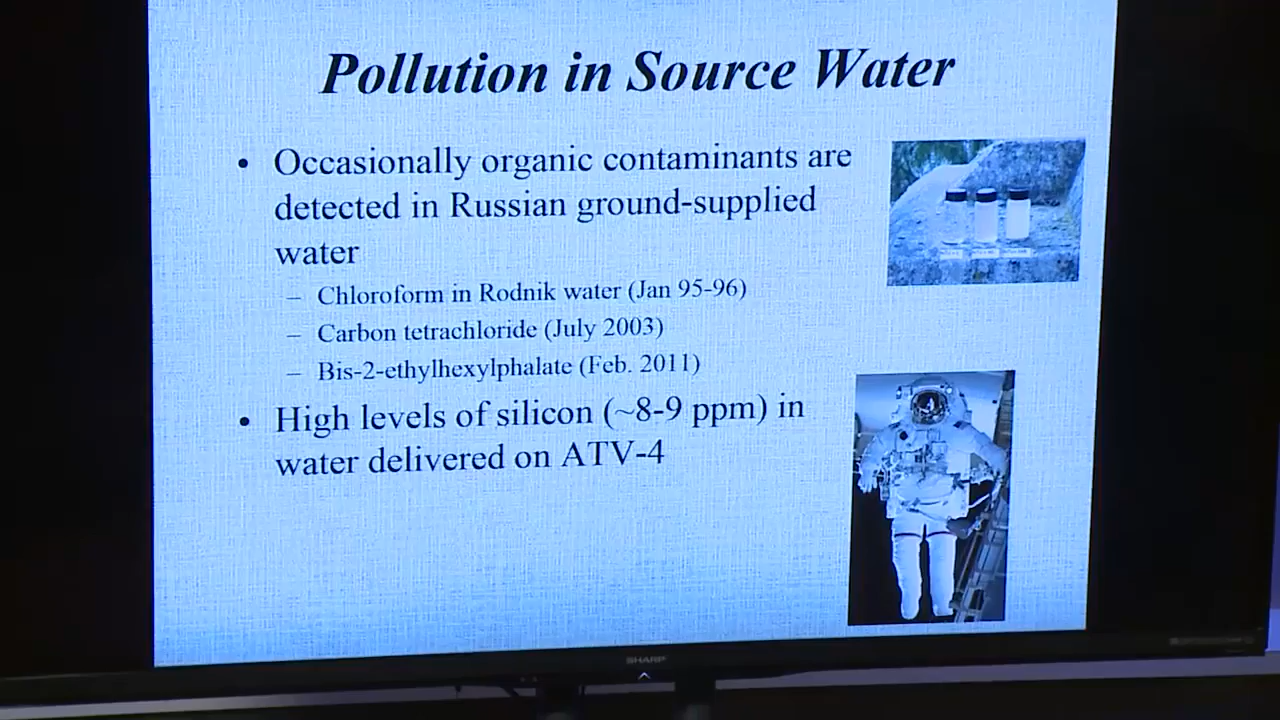 Pollution in Source Water
• Occasionally organic contaminants are
detected in Russian ground-supplied
water
– Chloroform in Rodnik water (Jan 95-96)
– Carbon tetrachloride (July 2003)
– Bis-2-ethylhexylphalate (Feb. 2011)
• High levels of silicon (~8-9 ppm) in
water delivered on ATV-4
SHARP